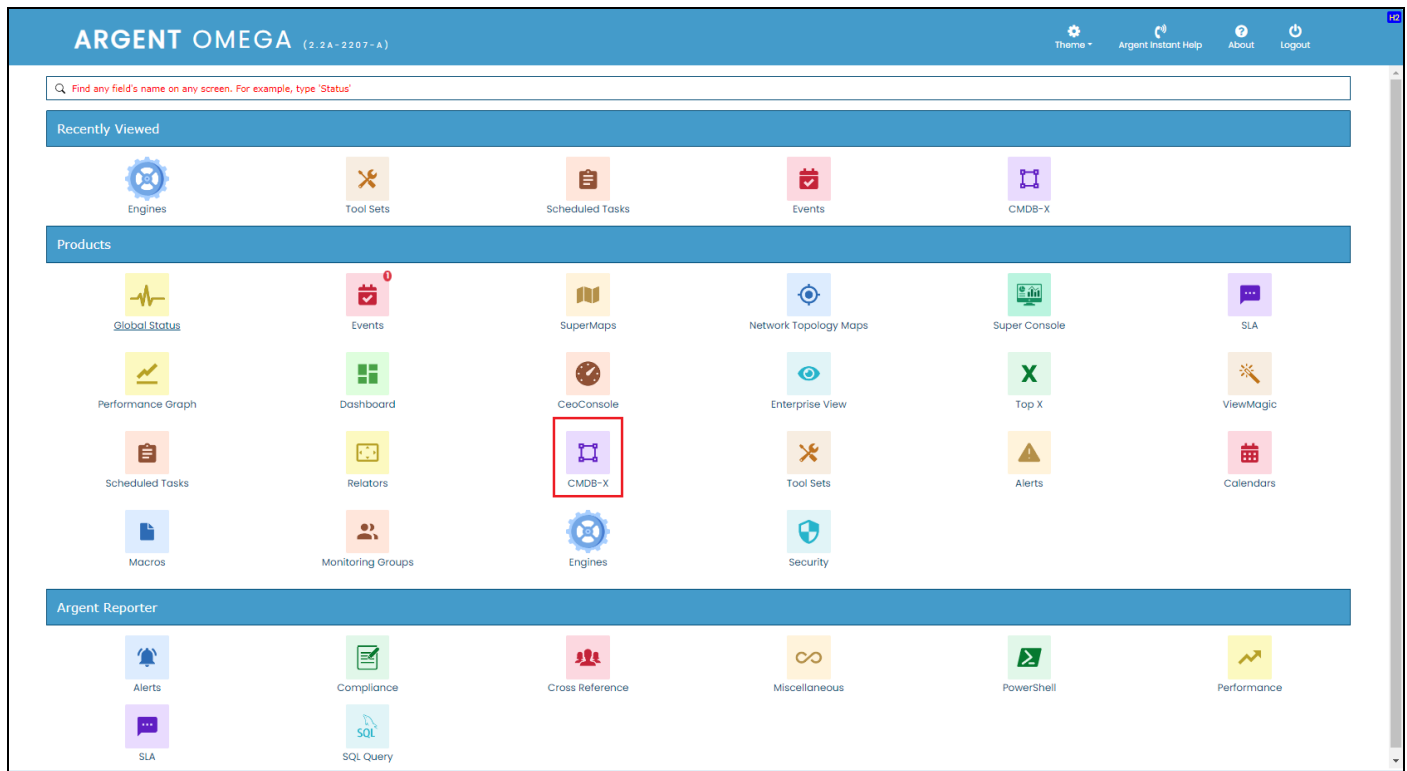 H2
ARGENT OMEGA (2.2A-2207-A)
Theme Argent Instant Help About Logout
Find any field's name on any screen. For example, type 'Status'
Recently Viewed
Engines Tool Sets Scheduled Tasks Events CMDB-X
Products
1
Global Status Events SuperMaps Network Topology Maps Super Console SLA
X
Performance Graph Dashboard CeoConsole Enterprise View Top X ViewMagic
Scheduled Tasks Relators CMDB-X Tool Sets Alerts Calendars
Macros Monitoring Groups Engines Security
Argent Reporter
Alerts Compliance Cross Reference Miscellaneous PowerShell Performance
SQL
SLA SQL Query